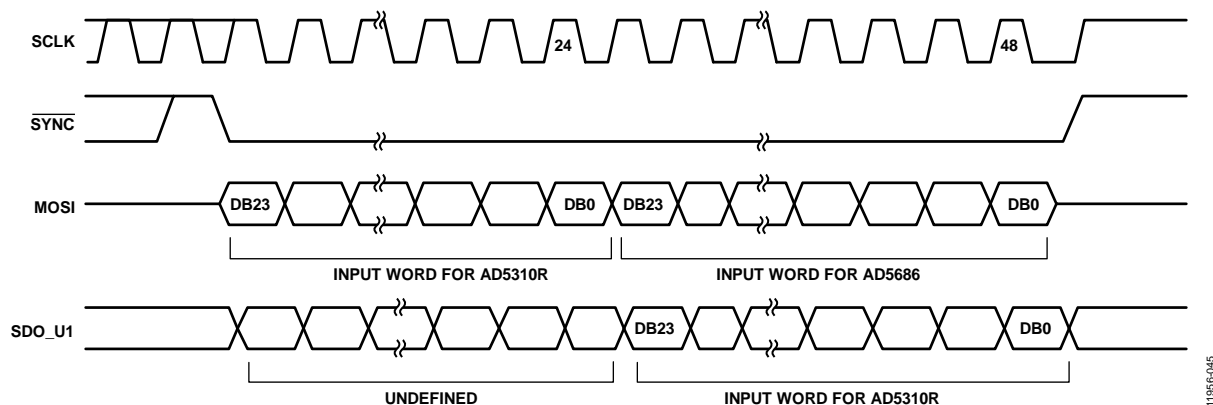 SCLK
24
48
SYNC
MOSI
DB23
DB0
DB23
DB0
INPUT WORD FOR AD5310R
INPUT WORD FOR AD5686
SDO_U1
DB23
DB0
UNDEFINED
INPUT WORD FOR AD5310R
11956-045